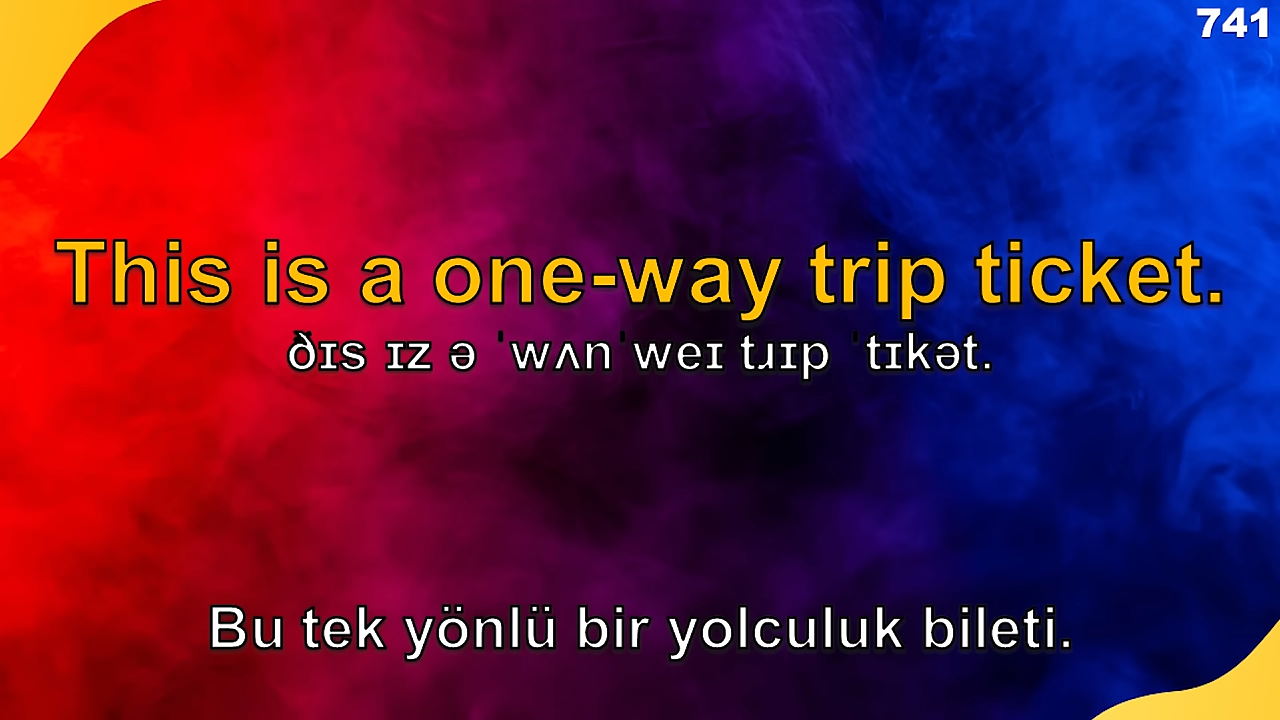 741
This is a one-way trip ticket.
ðɪs ɪz ə ˈwʌnˈweɪ tɹɪp ˈtɪkət.
Bu tek yönlü bir yolculuk bileti.